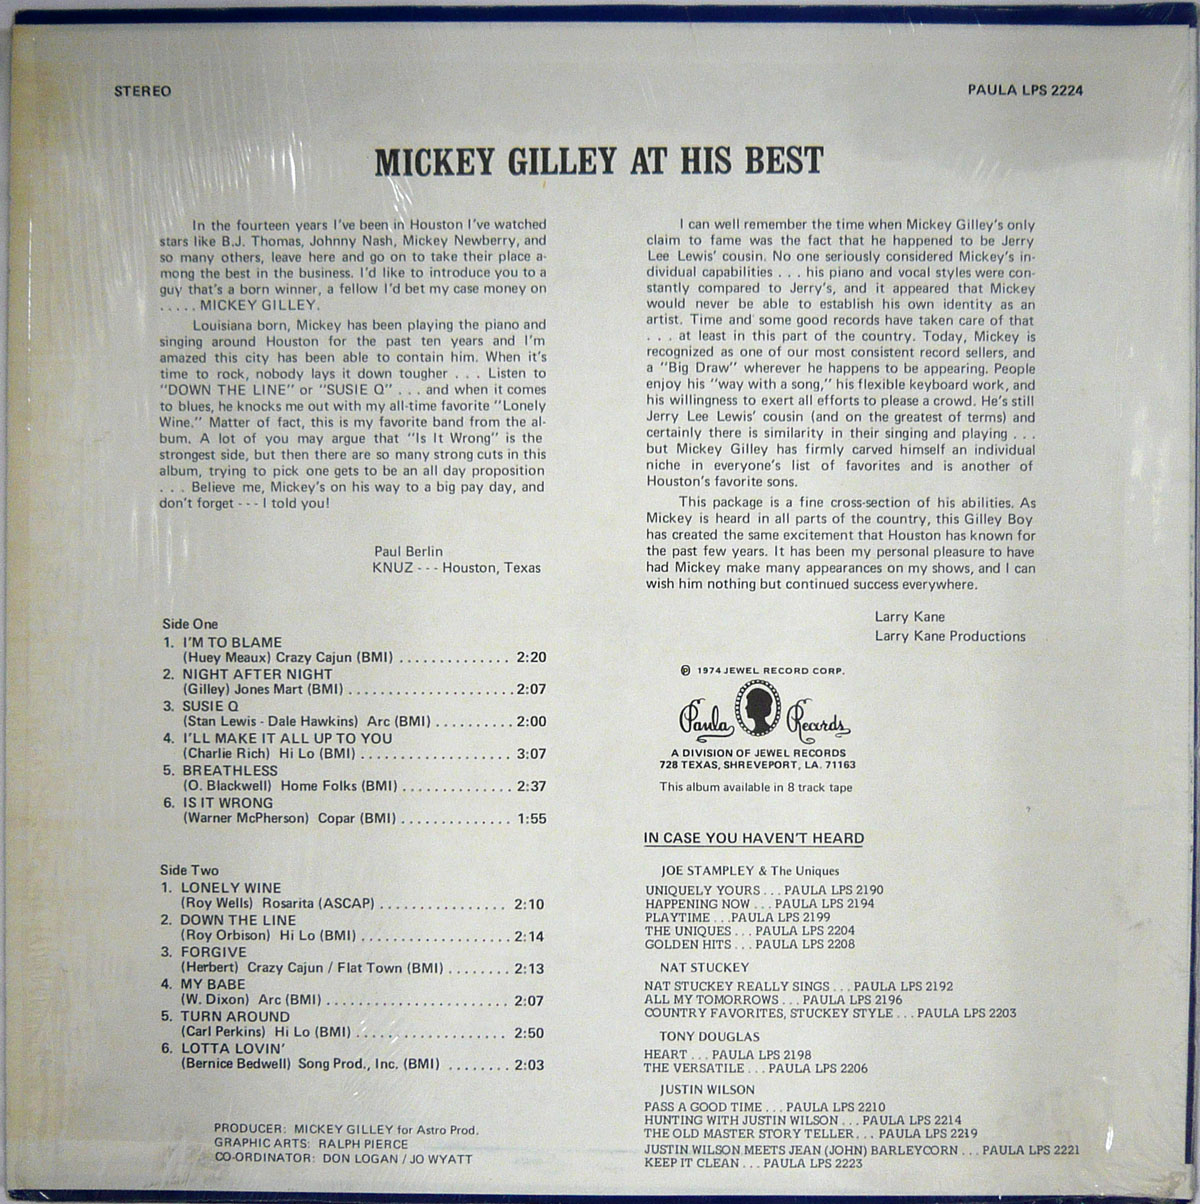 STEREO
PAULA LPS 2224
MICKEY GILLEY AT HIS BEST
In the fourteen years I've been in Houston I've watched
stars like B.J. Thomas, Johnny Nash, Mickey Newberry, and
so many others, leave here and go on to take their place a-
mong the best in the business. I'd like to introduce you to a
guy that's a born winner, a fellow I'd bet my case money on
. . . . . MICKEY GILLEY.
Louisiana born, Mickey has been playing the piano and
singing around Houston for the past ten years and I'm
amazed this city has been able to contain him. When it's
time to rock, nobody lays it down tougher . . . Listen to
"DOWN THE LINE" or "SUSIE Q" . . . and when it comes
to blues, he knocks me out with my all-time favorite "Lonely
Wine." Matter of fact, this is my favorite band from the al-
bum. A lot of you may argue that "Is It Wrong" is the
strongest side, but then there are so many strong cuts in this
album, trying to pick one gets to be an all day proposition
. . . Believe me, Mickey's on his way to a big pay day, and
don't forget - - - I told you!
Paul Berlin
KNUZ - - - Houston, Texas
Side One
1. I'M TO BLAME
(Huey Meaux) Crazy Cajun (BMI) . . . . . . . . . . . . . . 2:20
2. NIGHT AFTER NIGHT
(Gilley) Jones Mart (BMI) . . . . . . . . . . . . . . . . . . . . . 2:07
3. SUSIE Q
(Stan Lewis - Dale Hawkins) Arc (BMI) . . . . . . . . . . 2:00
4. I'LL MAKE IT ALL UP TO YOU
(Charlie Rich) Hi Lo (BMI) . . . . . . . . . . . . . . . . . . . 3:07
5. BREATHLESS
(O. Blackwell) Home Folks (BMI) . . . . . . . . . . . . . . 2:37
6. IS IT WRONG
(Warner McPherson) Copar (BMI) . . . . . . . . . . . . . . 1:55
Side Two
1. LONELY WINE
(Roy Wells) Rosarita (ASCAP) . . . . . . . . . . . . . . . . 2:10
2. DOWN THE LINE
(Roy Orbison) Hi Lo (BMI) . . . . . . . . . . . . . . . . . . . 2:14
3. FORGIVE
(Herbert) Crazy Cajun / Flat Town (BMI) . . . . . . . . 2:13
4. MY BABE
(W. Dixon) Arc (BMI) . . . . . . . . . . . . . . . . . . . . . . . . 2:07
5. TURN AROUND
(Carl Perkins) Hi Lo (BMI) . . . . . . . . . . . . . . . . . . . 2:50
6. LOTTA LOVIN'
(Bernice Bedwell) Song Prod., Inc. (BMI) . . . . . . . . 2:03
PRODUCER: MICKEY GILLEY for Astro Prod.
GRAPHIC ARTS: RALPH PIERCE
CO-ORDINATOR: DON LOGAN / JO WYATT
I can well remember the time when Mickey Gilley's only
claim to fame was the fact that he happened to be Jerry
Lee Lewis' cousin. No one seriously considered Mickey's in-
dividual capabilities . . . his piano and vocal styles were con-
stantly compared to Jerry's, and it appeared that Mickey
would never be able to establish his own identity as an
artist. Time and some good records have taken care of that
. . . at least in this part of the country. Today, Mickey is
recognized as one of our most consistent record sellers, and
a "Big Draw" wherever he happens to be appearing. People
enjoy his "way with a song," his flexible keyboard work, and
his willingness to exert all efforts to please a crowd. He's still
Jerry Lee Lewis' cousin (and on the greatest of terms) and
certainly there is similarity in their singing and playing . . .
but Mickey Gilley has firmly carved himself an individual
niche in everyone's list of favorites and is another of
Houston's favorite sons.
This package is a fine cross-section of his abilities. As
Mickey is heard in all parts of the country, this Gilley Boy
has created the same excitement that Houston has known for
the past few years. It has been my personal pleasure to have
had Mickey make many appearances on my shows, and I can
wish him nothing but continued success everywhere.
Larry Kane
Larry Kane Productions
℗ 1974 JEWEL RECORD CORP.
Paula Records
A DIVISION OF JEWEL RECORDS
728 TEXAS, SHREVEPORT, LA. 71163
This album available in 8 track tape
IN CASE YOU HAVEN'T HEARD
JOE STAMPLEY & The Uniques
UNIQUELY YOURS . . . PAULA LPS 2190
HAPPENING NOW . . . PAULA LPS 2194
PLAYTIME . . .PAULA LPS 2199
THE UNIQUES . . . PAULA LPS 2204
GOLDEN HITS . . . PAULA LPS 2208
NAT STUCKEY
NAT STUCKEY REALLY SINGS . . . PAULA LPS 2192
ALL MY TOMORROWS . . . PAULA LPS 2196
COUNTRY FAVORITES, STUCKEY STYLE . . . PAULA LPS 2203
TONY DOUGLAS
HEART . . . PAULA LPS 2198
THE VERSATILE . . . PAULA LPS 2206
JUSTIN WILSON
PASS A GOOD TIME . . . PAULA LPS 2210
HUNTING WITH JUSTIN WILSON . . . PAULA LPS 2214
THE OLD MASTER STORY TELLER. . . PAULA LPS 2219
JUSTIN WILSON MEETS JEAN (JOHN) BARLEYCORN . . . PAULA LPS 2221
KEEP IT CLEAN . . . PAULA LPS 2223